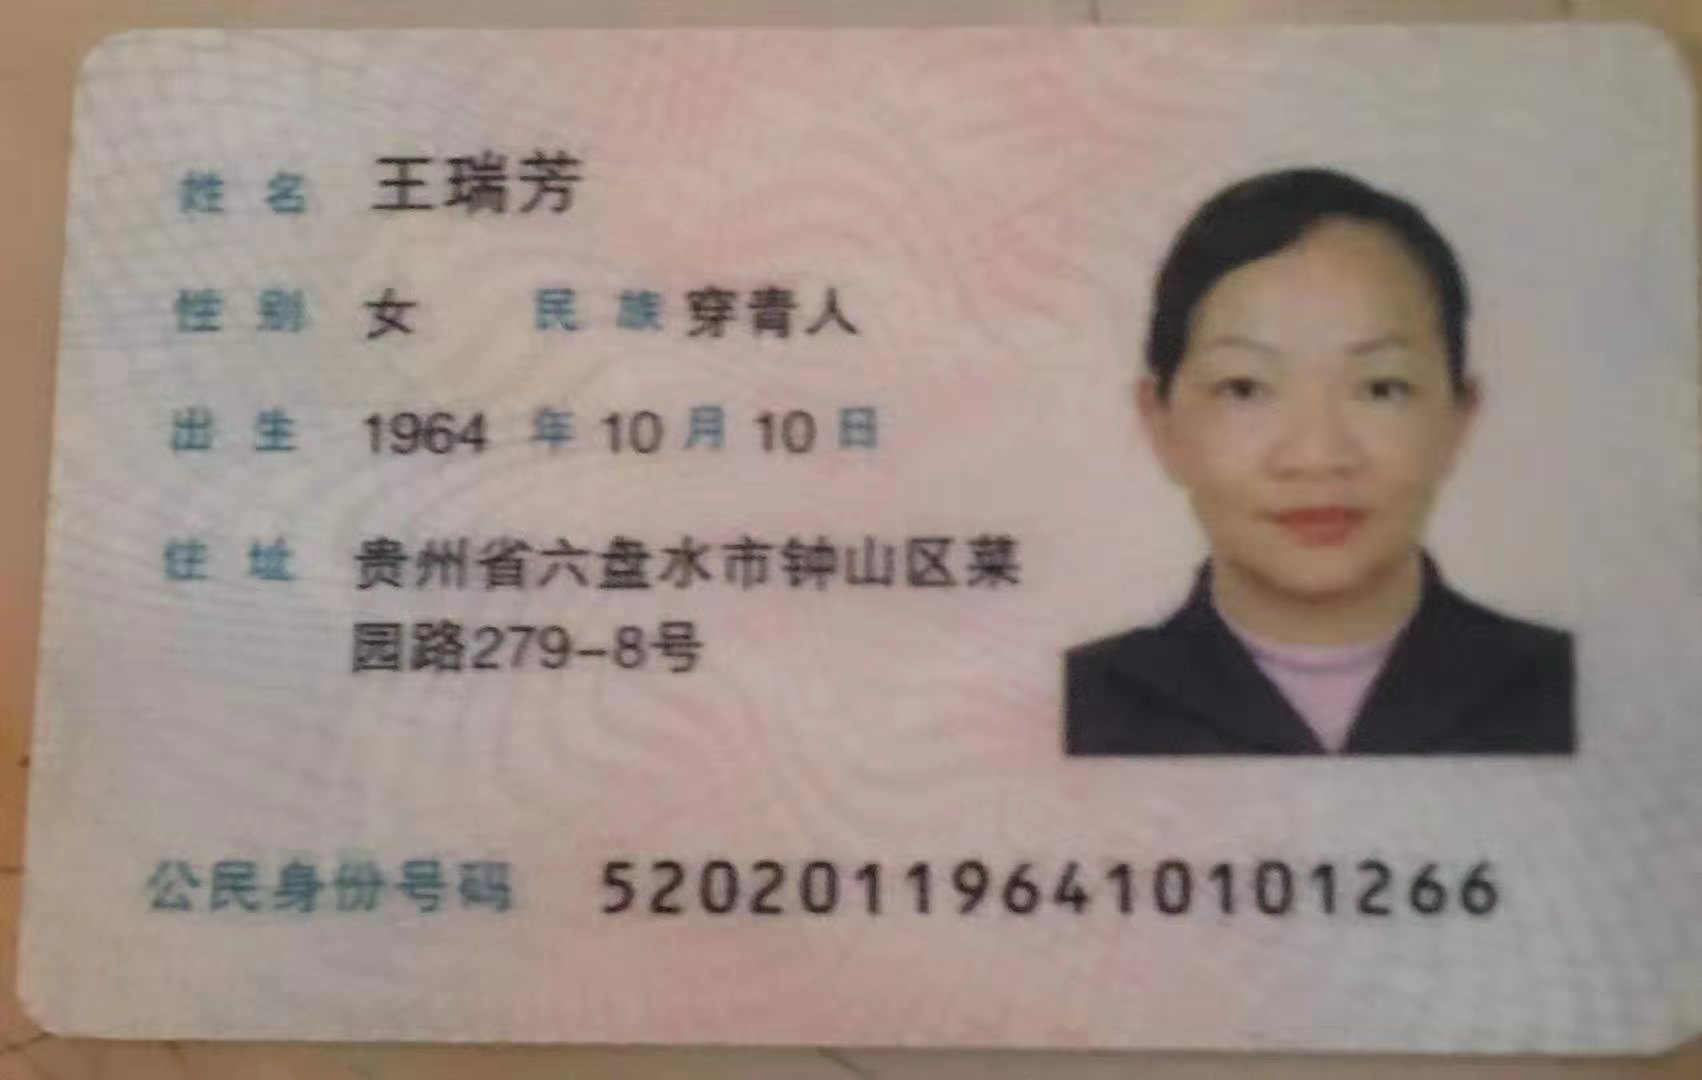 姓名 王瑞芳
性别 女 民族 穿青人
出生 1964 年 10 月 10 日
住址 贵州省六盘水市钟山区菜
园路279-8号
公民身份号码 520201196410101266